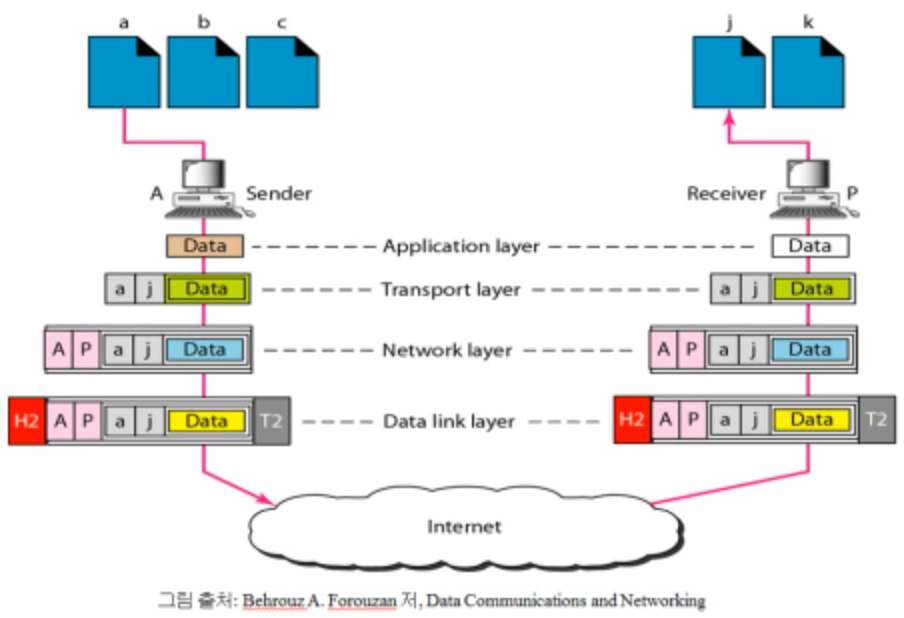 a b c j k
A Sender Receiver P
Data Application layer Data
a j Data Transport layer a j Data
A P a j Data Network layer A P a j Data
H2 A P a j Data T2 Data link layer H2 A P a j Data T2
Internet
그림 출처: Behrouz A. Forouzan 저, Data Communications and Networking